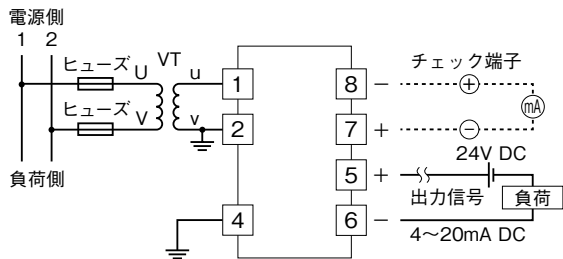 電源側
1 2
ヒューズ U VT u
ヒューズ V v
負荷側
1
2
4
8 −
7 +
5 +
6 −
チェック端子
+
mA
−
24V DC
出力信号
負荷
4～20mA DC